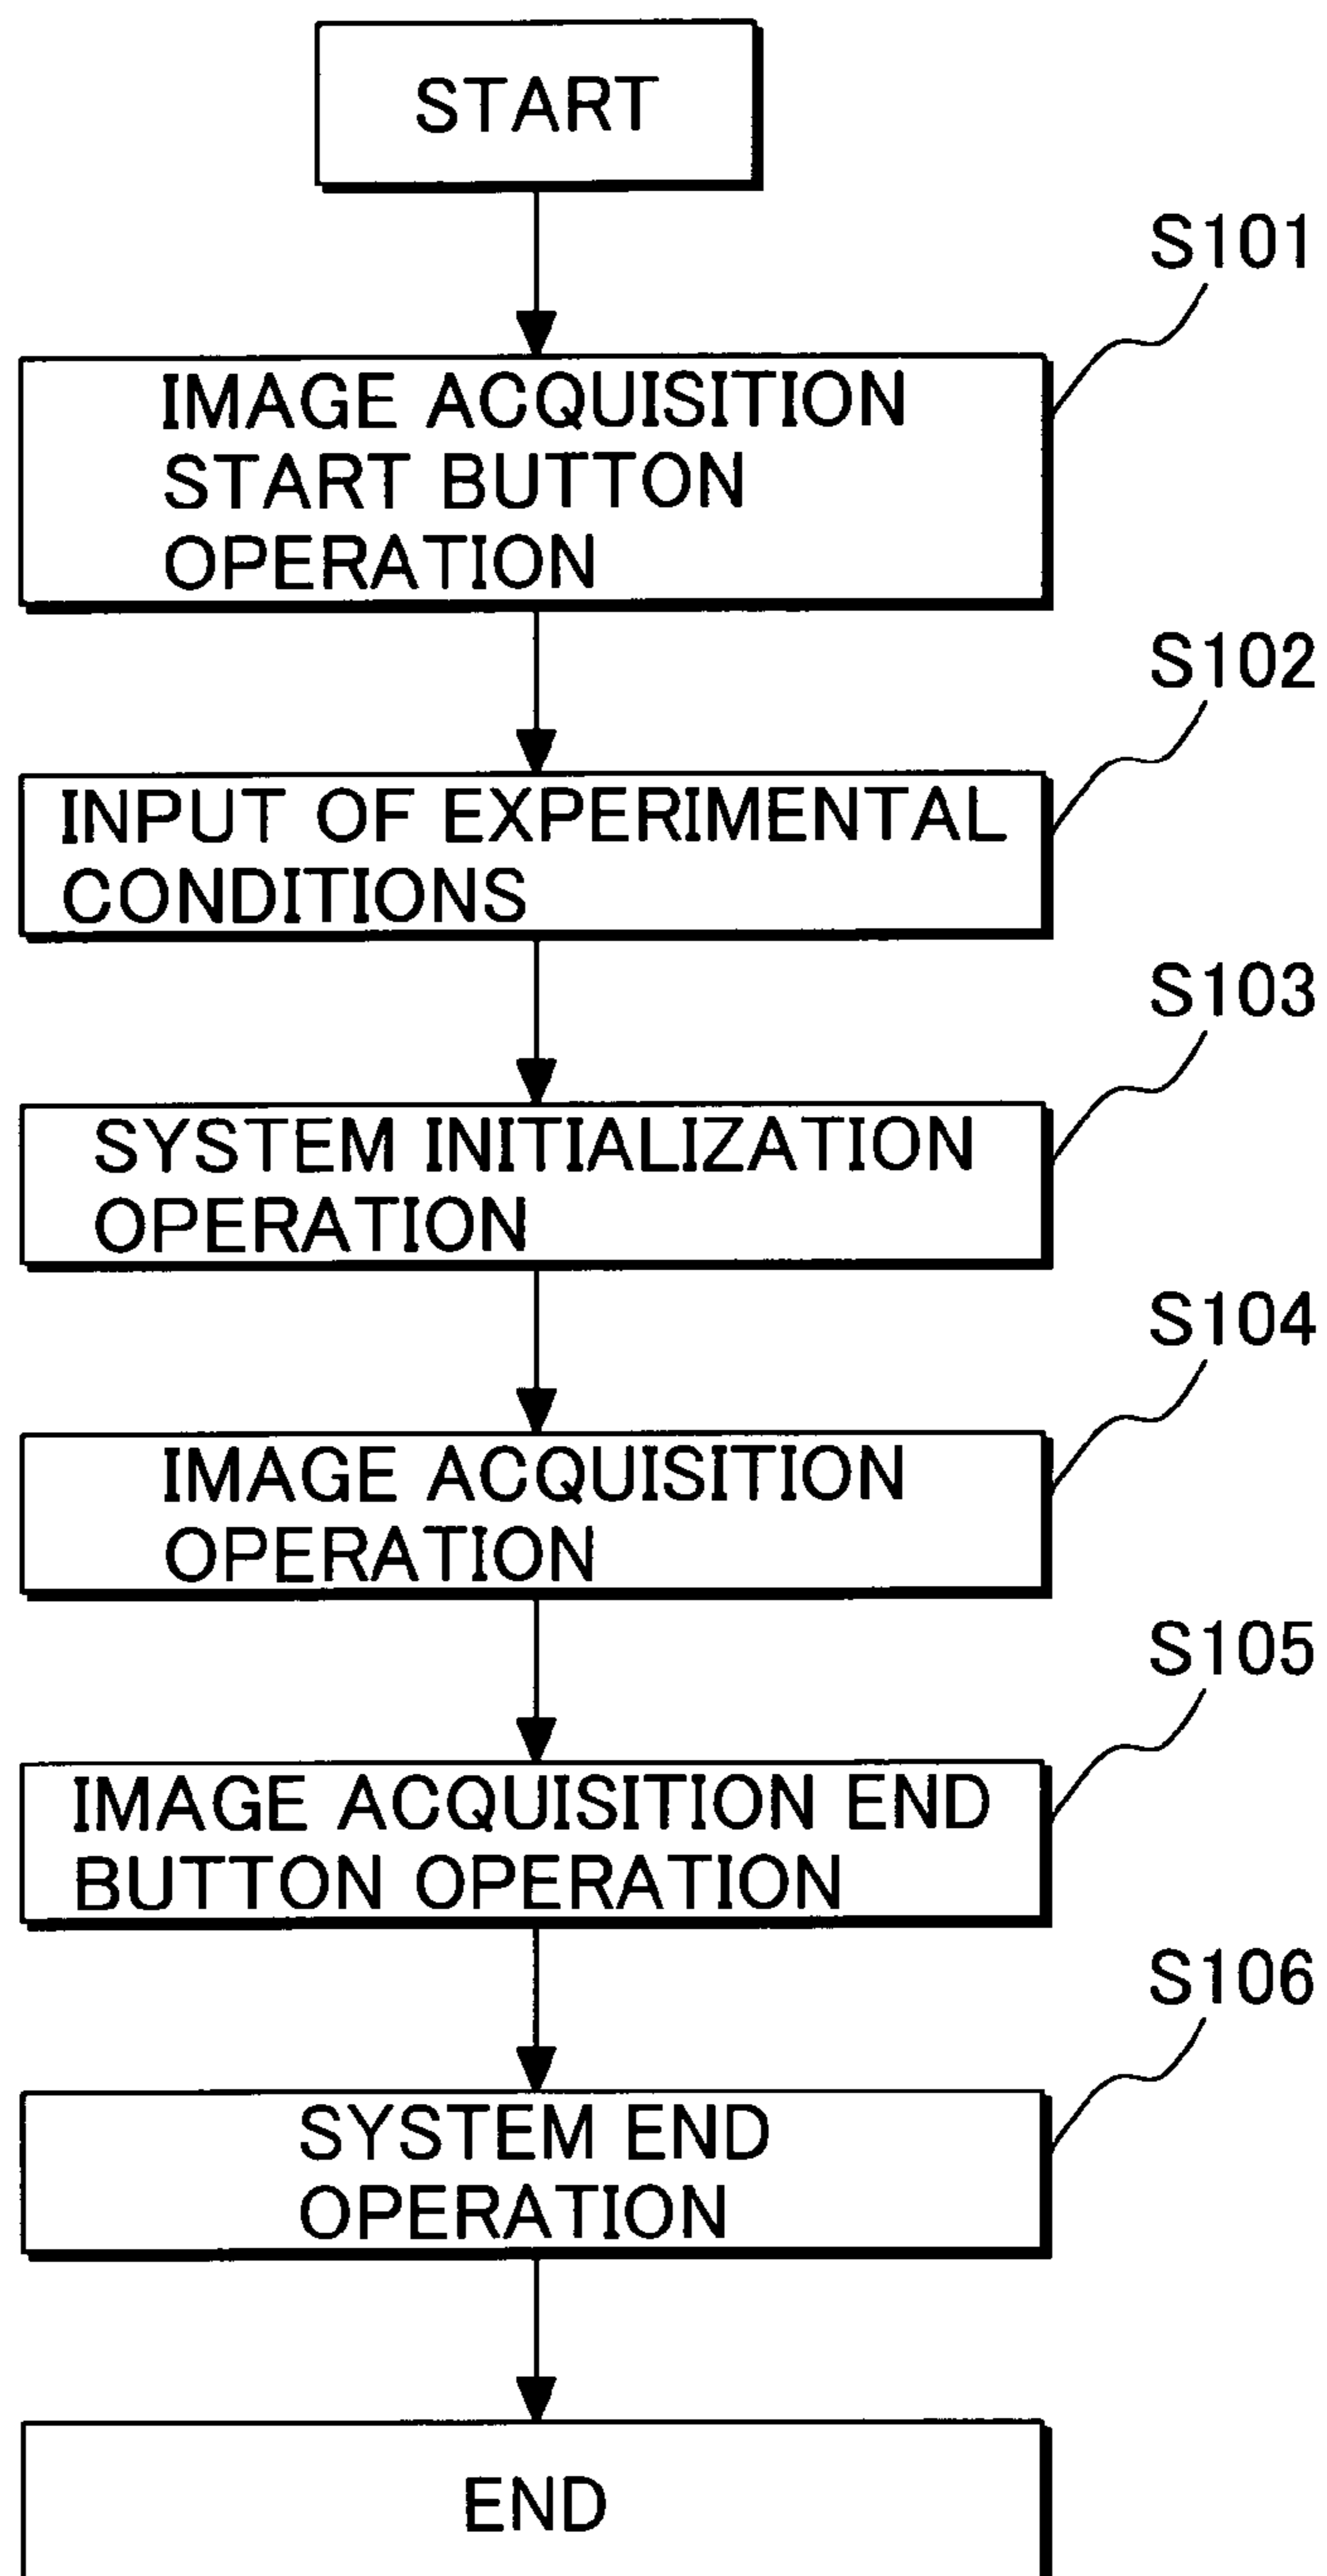 START
S101
IMAGE ACQUISITION
START BUTTON
OPERATION
S102
INPUT OF EXPERIMENTAL
CONDITIONS
S103
SYSTEM INITIALIZATION
OPERATION
S104
IMAGE ACQUISITION
OPERATION
S105
IMAGE ACQUISITION END
BUTTON OPERATION
S106
SYSTEM END
OPERATION
END